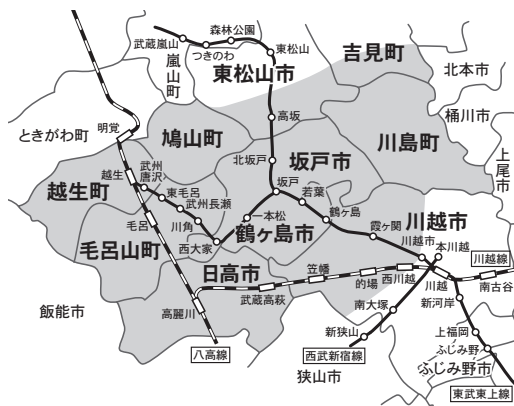 森林公園
武蔵嵐山
つきのわ
東松山
嵐山町
東松山市
吉見町
北本市
桶川市
上尾市
ときがわ町
明覚
鳩山町
高坂
川島町
北坂戸
坂戸市
越生町
越生
武州唐沢
東毛呂
武州長瀬
坂戸
若葉
毛呂
川角
一本松
鶴ヶ島
西大家
鶴ヶ島市
霞ヶ関
川越市
川越市
本川越
毛呂山町
日高市
笠幡
的場
西川越
川越
川越線
南古谷
武蔵高萩
高麗川
飯能市
南大塚
新河岸
新狭山
上福岡
八高線
西武新宿線
狭山市
ふじみ野
ふじみ野市
東武東上線